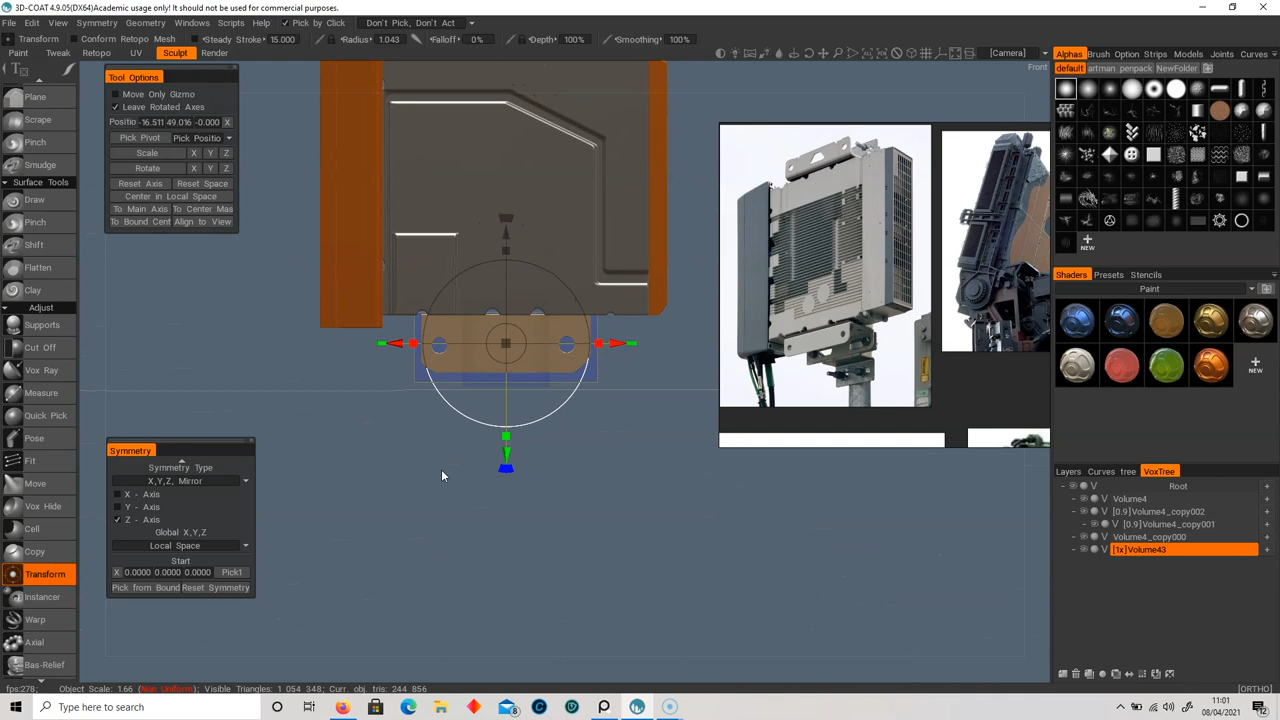 3D-COAT 4.9.05(DX64)Academic usage only! It should not be used for commercial purposes.
File Edit View Symmetry Geometry Windows Scripts Help Pick by Click Don't Pick, Don't Act
Transform Conform Retopo Mesh Steady Stroke 15.000 Radius 1.043 Falloff 0% Depth 100% Smoothing 100%
Paint Tweak Retopo UV Sculpt Render [Camera] Alphas Brush Option Strips Models Joints Curves
default artman penpack NewFolder
Front
Tool Options
Move Only Gizmo
Leave Rotated Axes
Positio -16.511 49.016 -0.000 X
Pick Pivot Pick Positio
Scale X Y Z
Rotate X Y Z
Reset Axis Reset Space
Center in Local Space
To Main Axis To Center Mas
To Bound Cent Align to View
Plane
Scrape
Pinch
Smudge
Surface Tools
Draw
Pinch
Shift
Flatten
Clay
Adjust
Supports
Cut Off
Vox Ray
Measure
Quick Pick
Pose
Fit
Move
Vox Hide
Cell
Copy
Transform
Instancer
Warp
Axial
Bas-Relief
NEW
Shaders Presets Stencils
Paint
NEW
Layers Curves tree VoxTree
Root
V Volume4
V [0.9]Volume4_copy002
V [0.9]Volume4_copy001
V Volume4_copy000
V [1x]Volume43
Symmetry
Symmetry Type
X,Y,Z, Mirror
X - Axis
Y - Axis
Z - Axis
Global X,Y,Z
Local Space
Start
X 0.0000 0.0000 0.0000 Pick1
Pick from Bound Reset Symmetry
fps:278; Object Scale: 1.66 (Non Uniform); Visible Triangles: 1 054 348; Curr. obj. tris: 244 856 [ORTHO]
Type here to search
11:01
08/04/2021